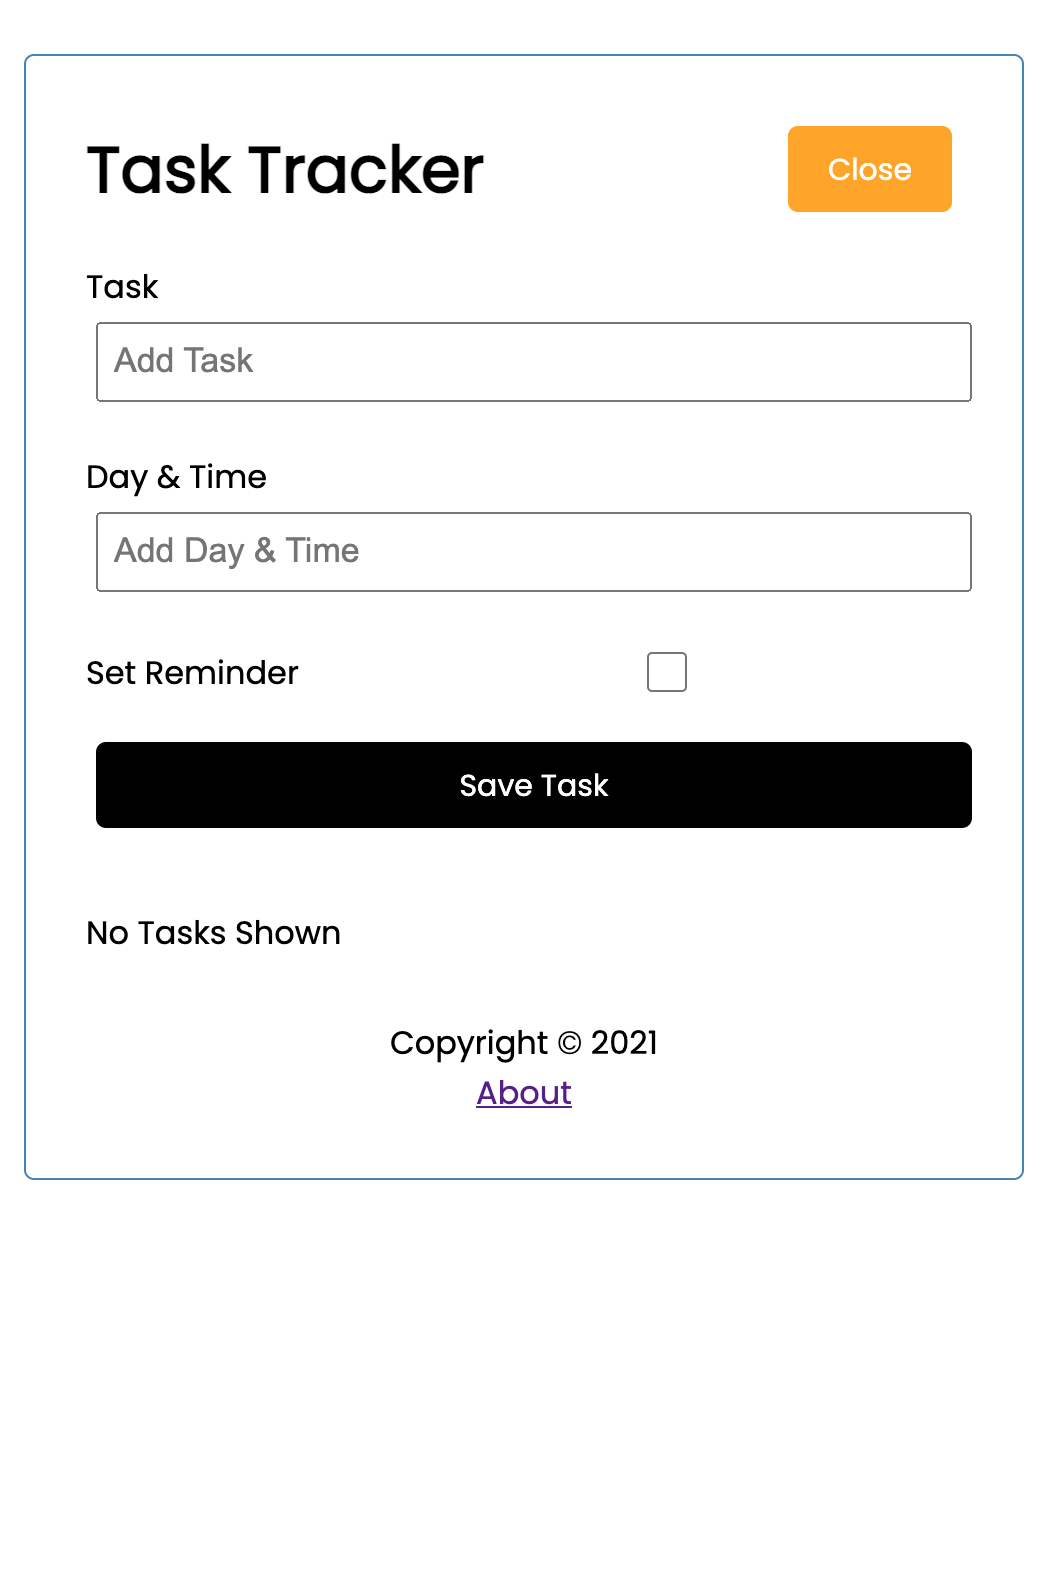 Task Tracker
Close
Task
Add Task
Day & Time
Add Day & Time
Set Reminder
Save Task
No Tasks Shown
Copyright © 2021
About